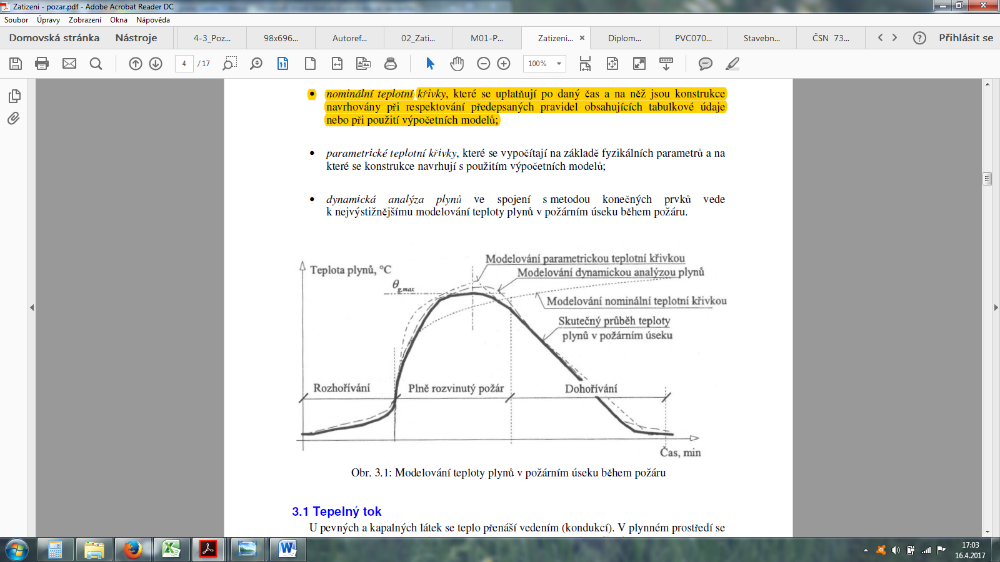 Zatizeni - pozar.pdf - Adobe Acrobat Reader DC
Soubor Úpravy Zobrazení Okna Nápověda
Domovská stránka Nástroje 4-3_Poz... 98x696... Autoref... 02_Zati... M01-P... Zatizeni... × Diplom... PVC070... Stavebn... ČSN 73... Přihlásit se
4 / 17 100%
• nominální teplotní křivky, které se uplatňují po daný čas a na něž jsou konstrukce
navrhovány při respektování předepsaných pravidel obsahujících tabulkové údaje
nebo při použití výpočetních modelů;
• parametrické teplotní křivky, které se vypočítají na základě fyzikálních parametrů a na
které se konstrukce navrhují s použitím výpočetních modelů;
• dynamická analýza plynů ve spojení s metodou konečných prvků vede
k nejvýstižnějšímu modelování teploty plynů v požárním úseku během požáru.
Modelování parametrickou teplotní křivkou
Teplota plynů, °C
Modelování dynamickou analýzou plynů
θg,max
Modelování nominální teplotní křivkou
Skutečný průběh teploty
plynů v požárním úseku
Rozhořívání Plně rozvinutý požár Dohořívání
Čas, min
Obr. 3.1: Modelování teploty plynů v požárním úseku během požáru
3.1 Tepelný tok
U pevných a kapalných látek se teplo přenáší vedením (kondukcí). V plynném prostředí se
17:03
16.4.2017